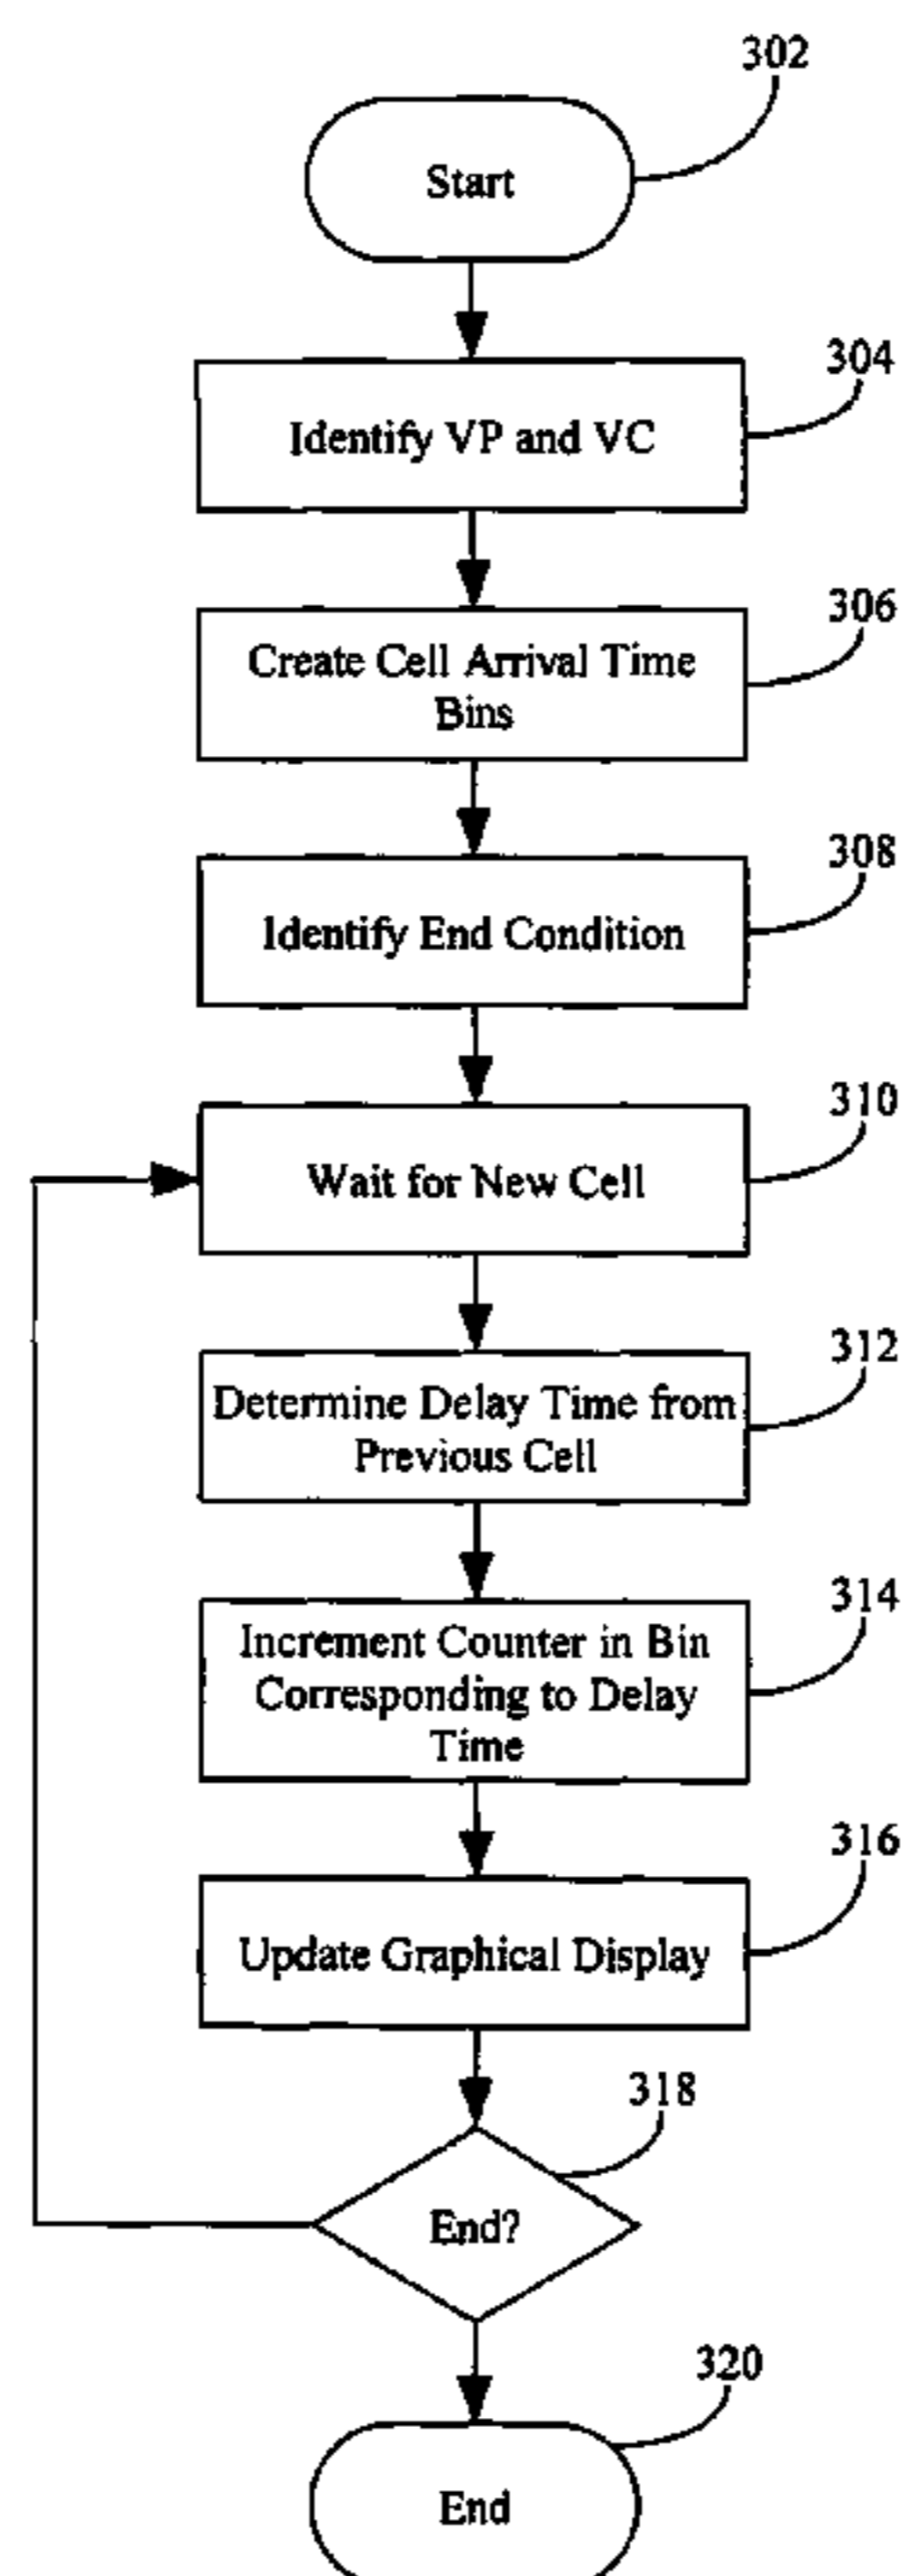 302
Start
304
Identify VP and VC
306
Create Cell Arrival Time
Bins
308
Identify End Condition
310
Wait for New Cell
312
Determine Delay Time from
Previous Cell
314
Increment Counter in Bin
Corresponding to Delay
Time
316
Update Graphical Display
318
End?
320
End